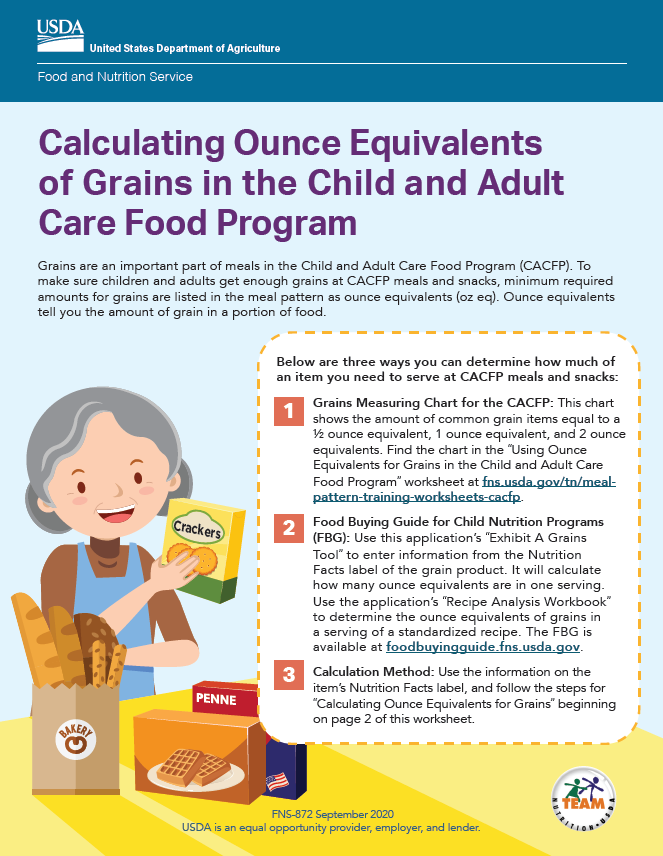 USDA
United States Department of Agriculture
Food and Nutrition Service
Calculating Ounce Equivalents
of Grains in the Child and Adult
Care Food Program
Grains are an important part of meals in the Child and Adult Care Food Program (CACFP). To
make sure children and adults get enough grains at CACFP meals and snacks, minimum required
amounts for grains are listed in the meal pattern as ounce equivalents (oz eq). Ounce equivalents
tell you the amount of grain in a portion of food.
Below are three ways you can determine how much of
an item you need to serve at CACFP meals and snacks:
1
Grains Measuring Chart for the CACFP: This chart
shows the amount of common grain items equal to a
½ ounce equivalent, 1 ounce equivalent, and 2 ounce
equivalents. Find the chart in the “Using Ounce
Equivalents for Grains in the Child and Adult Care
Food Program” worksheet at fns.usda.gov/tn/meal-
pattern-training-worksheets-cacfp.
2
Food Buying Guide for Child Nutrition Programs
(FBG): Use this application’s “Exhibit A Grains
Tool” to enter information from the Nutrition
Facts label of the grain product. It will calculate
how many ounce equivalents are in one serving.
Use the application’s “Recipe Analysis Workbook”
to determine the ounce equivalents of grains in
a serving of a standardized recipe. The FBG is
available at foodbuyingguide.fns.usda.gov.
3
Calculation Method: Use the information on the
item’s Nutrition Facts label, and follow the steps for
“Calculating Ounce Equivalents for Grains” beginning
on page 2 of this worksheet.
Crackers
PENNE
BAKERY
TEAM
NUTRITION USDA
FNS-872 September 2020
USDA is an equal opportunity provider, employer, and lender.